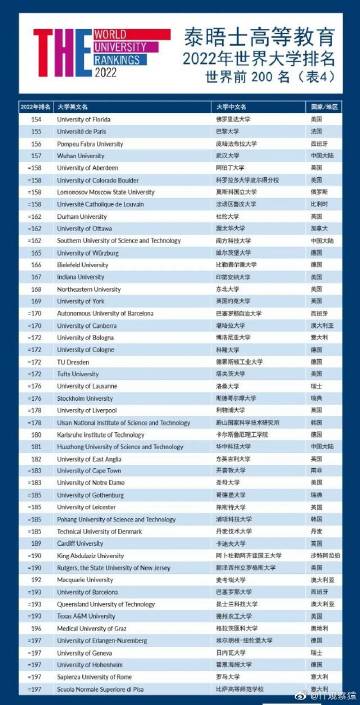 THE WORLD UNIVERSITY RANKINGS 2022
泰晤士高等教育
2022年世界大学排名
世界前 200 名（表4）
2022年排名 大学英文名 大学中文名 国家/地区
154 University of Florida 佛罗里达大学 美国
155 Université de Paris 巴黎大学 法国
156 Pompeu Fabra University 庞培法布拉大学 西班牙
157 Wuhan University 武汉大学 中国大陆
=158 University of Aberdeen 阿伯丁大学 英国
=158 University of Colorado Boulder 科罗拉多大学波尔得分校 美国
=158 Lomonosov Moscow State University 莫斯科国立大学 俄罗斯
=158 Université Catholique de Louvain 法语区鲁汶大学 比利时
=162 Durham University 杜伦大学 英国
=162 University of Ottawa 渥太华大学 加拿大
=162 Southern University of Science and Technology 南方科技大学 中国大陆
165 University of Würzburg 维尔茨堡大学 德国
166 Bielefeld University 比勒费尔德大学 德国
167 Indiana University 印第安纳大学 美国
168 Northeastern University 东北大学 美国
169 University of York 英国约克大学 英国
=170 Autonomous University of Barcelona 巴塞罗那自治大学 西班牙
=170 University of Canberra 堪培拉大学 澳大利亚
=172 University of Bologna 博洛尼亚大学 意大利
=172 University of Cologne 科隆大学 德国
=172 TU Dresden 德累斯顿工业大学 德国
=172 Tufts University 塔夫茨大学 美国
=176 University of Lausanne 洛桑大学 瑞士
=176 Stockholm University 斯德哥尔摩大学 瑞典
=178 University of Liverpool 利物浦大学 英国
=178 Ulsan National Institute of Science and Technology 蔚山国家科学技术研究所 韩国
180 Karlsruhe Institute of Technology 卡尔斯鲁厄理工学院 德国
181 Huazhong University of Science and Technology 华中科技大学 中国大陆
182 University of East Anglia 东英吉利大学 英国
=183 University of Cape Town 开普敦大学 南非
=183 University of Notre Dame 圣母大学 美国
=185 University of Gothenburg 哥德堡大学 瑞典
=185 University of Leicester 莱斯特大学 英国
=185 Pohang University of Science and Technology 浦项科技大学 韩国
=185 Technical University of Denmark 丹麦技术大学 丹麦
189 Cardiff University 卡迪夫大学 英国
=190 King Abdulaziz University 阿卜杜勒阿齐兹国王大学 沙特阿拉伯
=190 Rutgers, the State University of New Jersey 新泽西州立罗格斯大学 美国
192 Macquarie University 麦考瑞大学 澳大利亚
=193 University of Barcelona 巴塞罗那大学 西班牙
=193 Queensland University of Technology 昆士兰科技大学 澳大利亚
=193 Texas A&M University 德州农工大学 美国
196 Medical University of Graz 格拉茨医科大学 奥地利
=197 University of Erlangen-Nuremberg 埃尔朗根-纽伦堡大学 德国
=197 University of Geneva 日内瓦大学 瑞士
=197 University of Hohenheim 霍恩海姆大学 德国
=197 Sapienza University of Rome 罗马大学 意大利
=197 Scuola Normale Superiore di Pisa 比萨高等师范学校 意大利